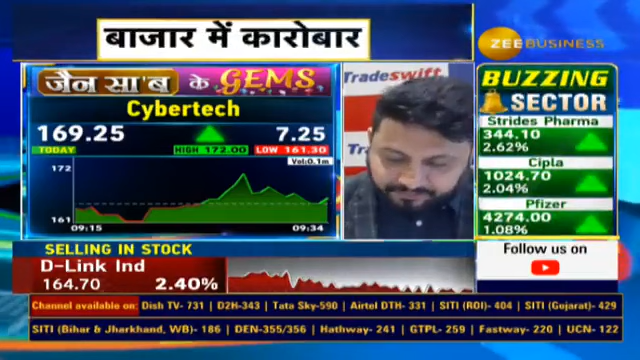 बाजार में कारोबार
ZEE BUSINESS
जैन सा'ब के GEMS
Cybertech
169.25 7.25
TODAY HIGH 172.00 LOW 161.30
Vol:0.1m
172
161
09:15 09:34
Tradeswift
Tradeswift
BUZZING
SECTOR
Strides Pharma
344.10
2.62%
Cipla
1024.70
2.04%
Pfizer
4274.00
1.08%
SELLING IN STOCK
D-Link Ind
164.70 2.40%
Follow us on
Channel available on: Dish TV- 731 | D2H-343 | Tata Sky-590 | Airtel DTH- 331 | SITI (ROI)- 404 | SITI (Gujarat)- 429
SITI (Bihar & Jharkhand, WB)- 186 | DEN-355/356 | Hathway- 241 | GTPL- 259 | Fastway- 220 | UCN- 122